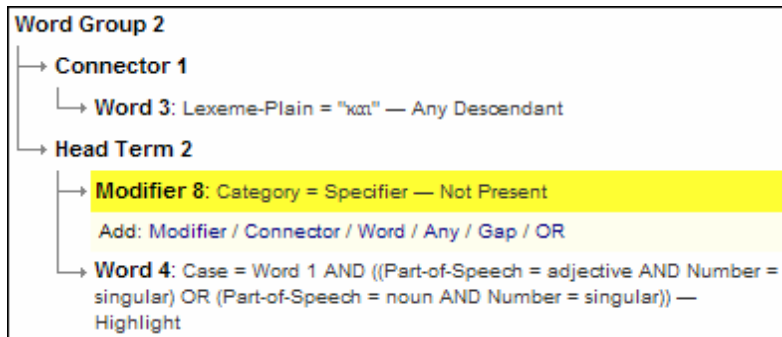 Word Group 2
Connector 1
Word 3: Lexeme-Plain = "και" — Any Descendant
Head Term 2
Modifier 8: Category = Specifier — Not Present
Add: Modifier / Connector / Word / Any / Gap / OR
Word 4: Case = Word 1 AND ((Part-of-Speech = adjective AND Number =
singular) OR (Part-of-Speech = noun AND Number = singular)) —
Highlight